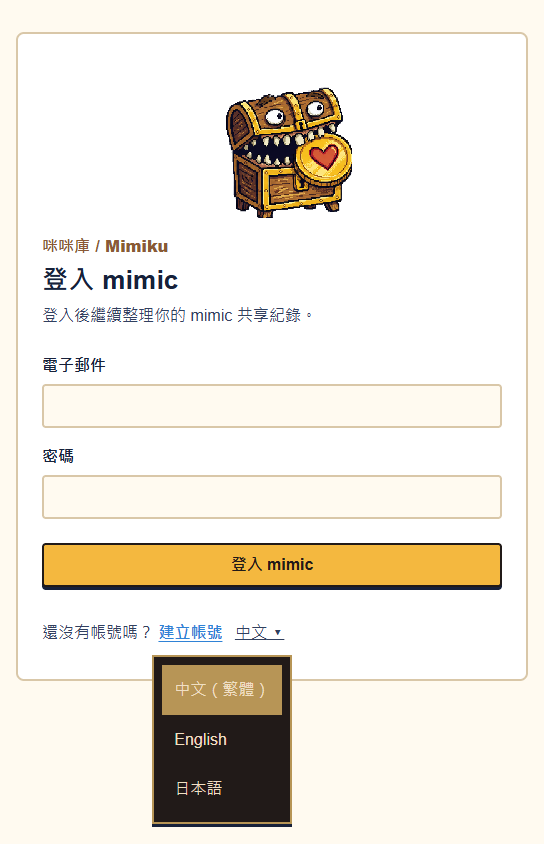 咪咪庫 / Mimiku
登入 mimic
登入後繼續整理你的 mimic 共享紀錄。
電子郵件
密碼
登入 mimic
還沒有帳號嗎？ 建立帳號 中文 ▾
中文（繁體）
English
日本語